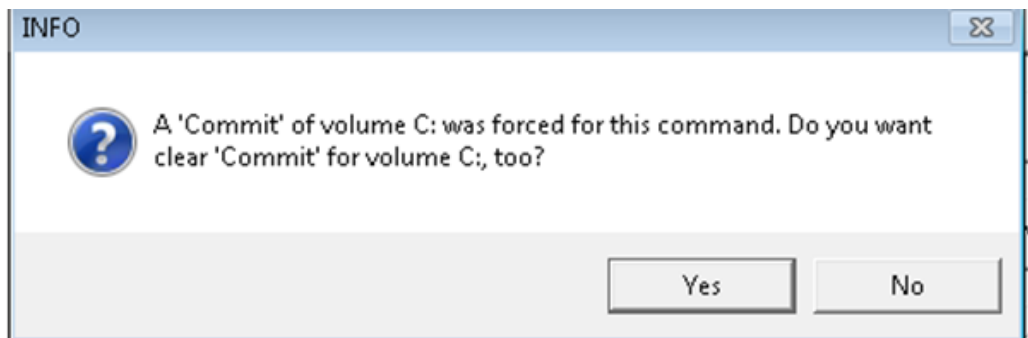 INFO
A 'Commit' of volume C: was forced for this command. Do you want
clear 'Commit' for volume C:, too?
Yes
No